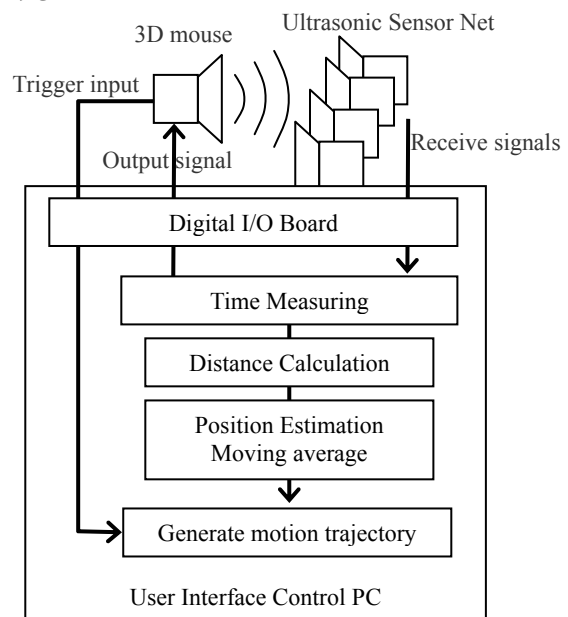 Ultrasonic Sensor Net
3D mouse
Trigger input
Receive signals
Output signal
Digital I/O Board
Time Measuring
Distance Calculation
Position Estimation
Moving average
Generate motion trajectory
User Interface Control PC